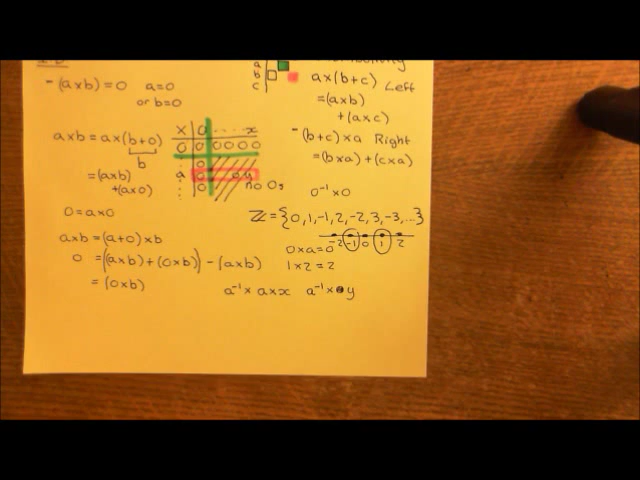 -(a×b)=0 a=0
or b=0
a×b = a×(b+0)
b
= (a×b)
+(a×0)
0 = a×0
a×b = (a+0)×b
0 = ((a×b)+(0×b)) - (a×b)
= (0×b)
× 0 ... x
0 0 0 0 0 0
0
a 0 a y
0 no 0s
a
b
c
a×(b+c) Left
=(a×b)
+(a×c)
- (b+c)×a Right
=(b×a)+(c×a)
0⁻¹×0
ℤ={0,1,-1,2,-2,3,-3,...}
-2 -1 0 1 2
0×a=0
1×2=2
a⁻¹×a×x a⁻¹× y